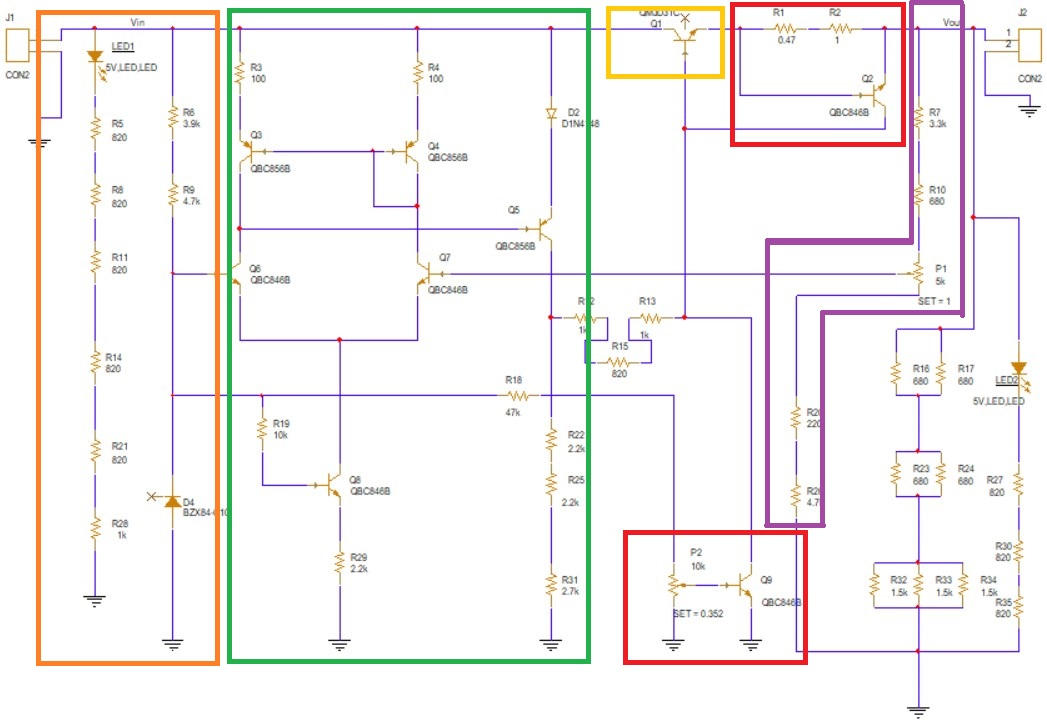 J1
CON2
Vin
LED1
5V,LED,LED
R5
820
R8
820
R11
820
R14
820
R21
820
R28
1k
R6
3.9k
R9
4.7k
D4
R3
100
R4
100
Q3
QBC856B
Q4
QBC856B
D2
D1N4148
Q5
QBC856B
Q6
QBC846B
Q7
QBC846B
R12
1k
R13
1k
R15
820
R18
47k
R19
10k
Q8
QBC846B
R29
2.2k
R22
2.2k
R25
2.2k
R31
2.7k
Q1
R1
0.47
R2
1
Q2
QBC846B
R7
3.3k
R10
680
P1
5k
SET = 1
J2
1
2
CON2
R16
680
R17
680
LED2
5V,LED,LED
R23
680
R24
680
R27
820
R30
820
R35
820
R32
1.5k
R33
1.5k
R34
1.5k
P2
10k
SET = 0.352
Q9
QBC846B